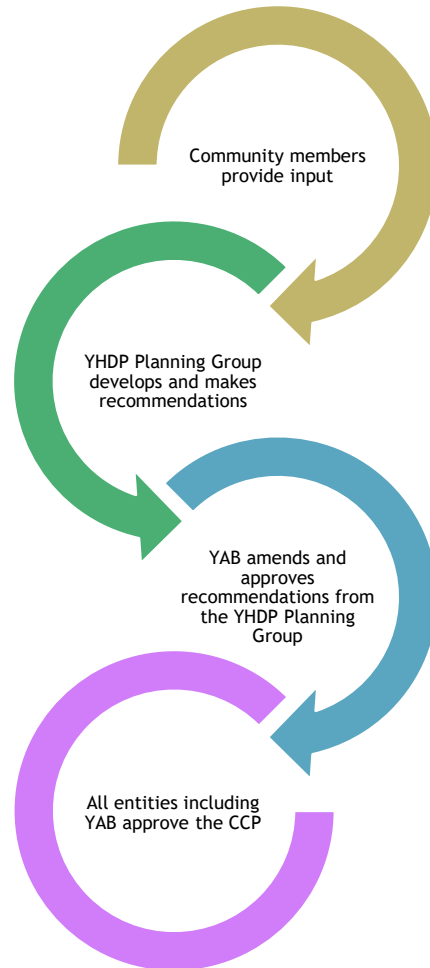 Community members
provide input
YHDP Planning Group
develops and makes
recommendations
YAB amends and
approves
recommendations from
the YHDP Planning
Group
All entities including
YAB approve the CCP